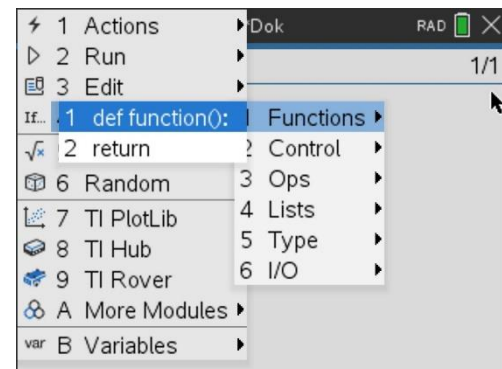 Dok RAD
1/1
1 Actions
2 Run
3 Edit
If...
1 def function():
2 return
6 Random
7 TI PlotLib
8 TI Hub
9 TI Rover
A More Modules
var B Variables
1 Functions
2 Control
3 Ops
4 Lists
5 Type
6 I/O